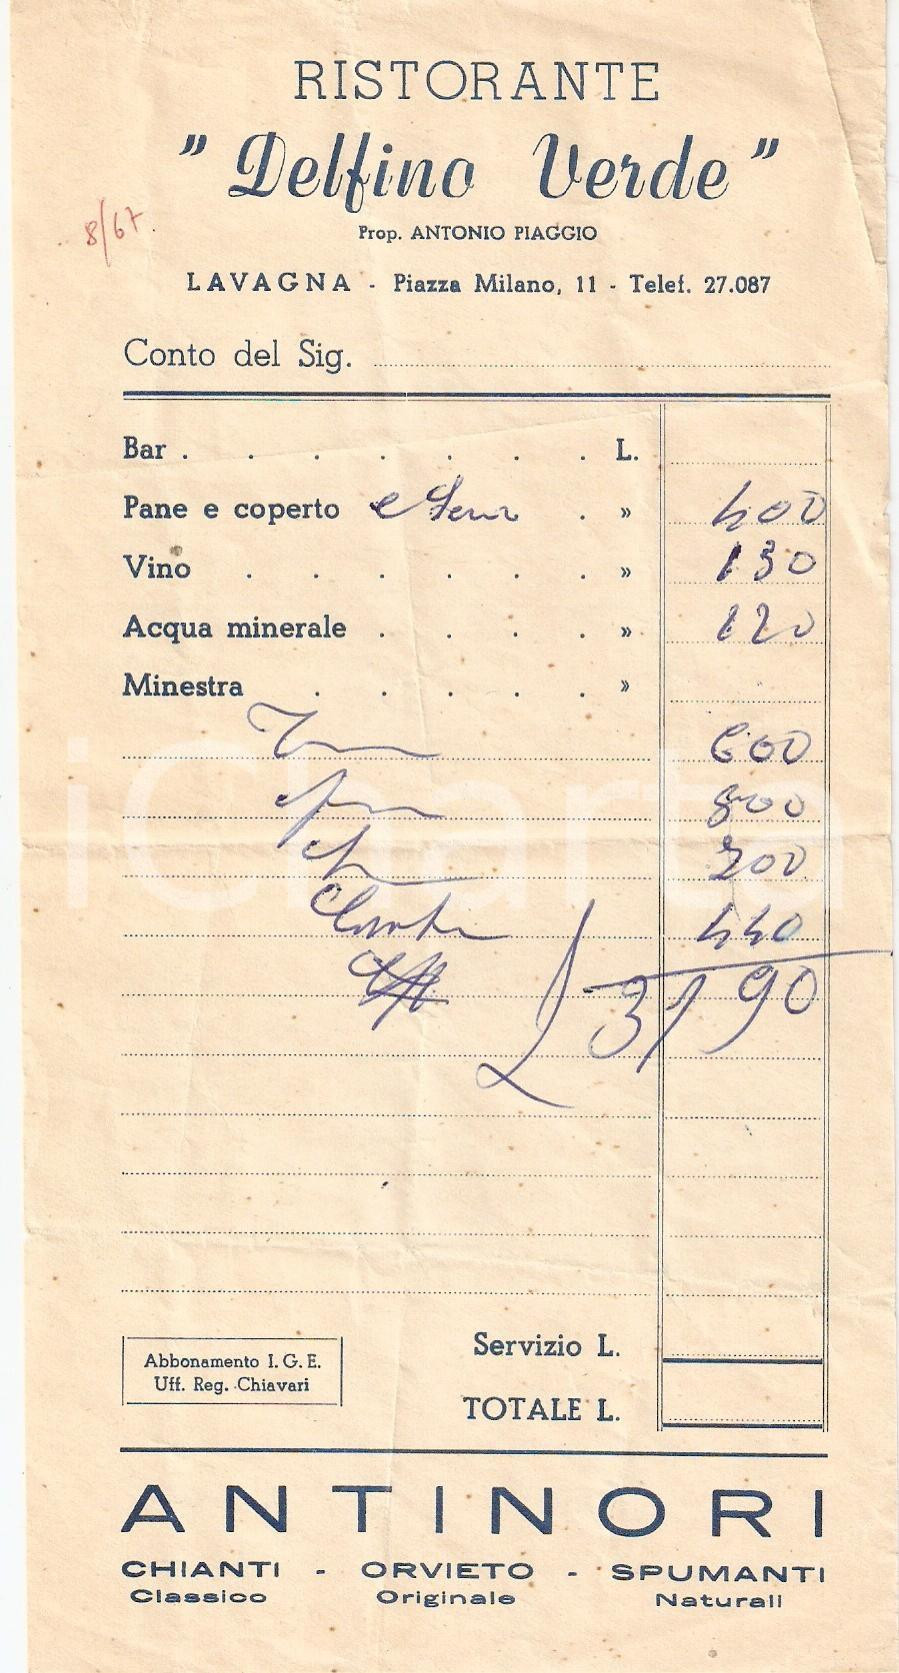 RISTORANTE
" Delfino Verde "
8/67.
Prop. ANTONIO PIAGGIO
LAVAGNA - Piazza Milano, 11 - Telef. 27.087
Conto del Sig.
Bar . . . . . . . L.
Pane e coperto e Serv . » 400
Vino . . . . . . » 130
Acqua minerale . . . . » 120
Minestra . . . . . »
600
800
200
440
£ 3190
Servizio L.
Abbonamento I. G. E.
Uff. Reg. Chiavari
TOTALE L.
ANTINORI
CHIANTI - ORVIETO - SPUMANTI
Classico Originale Naturali
iCharta